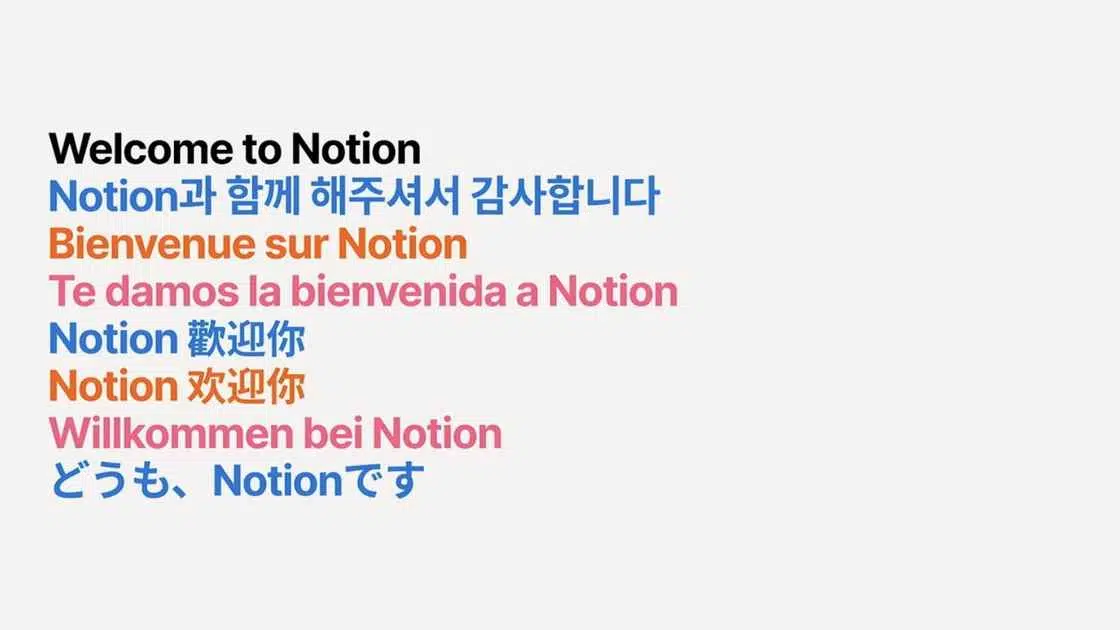 Welcome to Notion
Notion과 함께 해주셔서 감사합니다
Bienvenue sur Notion
Te damos la bienvenida a Notion
Notion 歡迎你
Notion 欢迎你
Willkommen bei Notion
どうも、Notionです